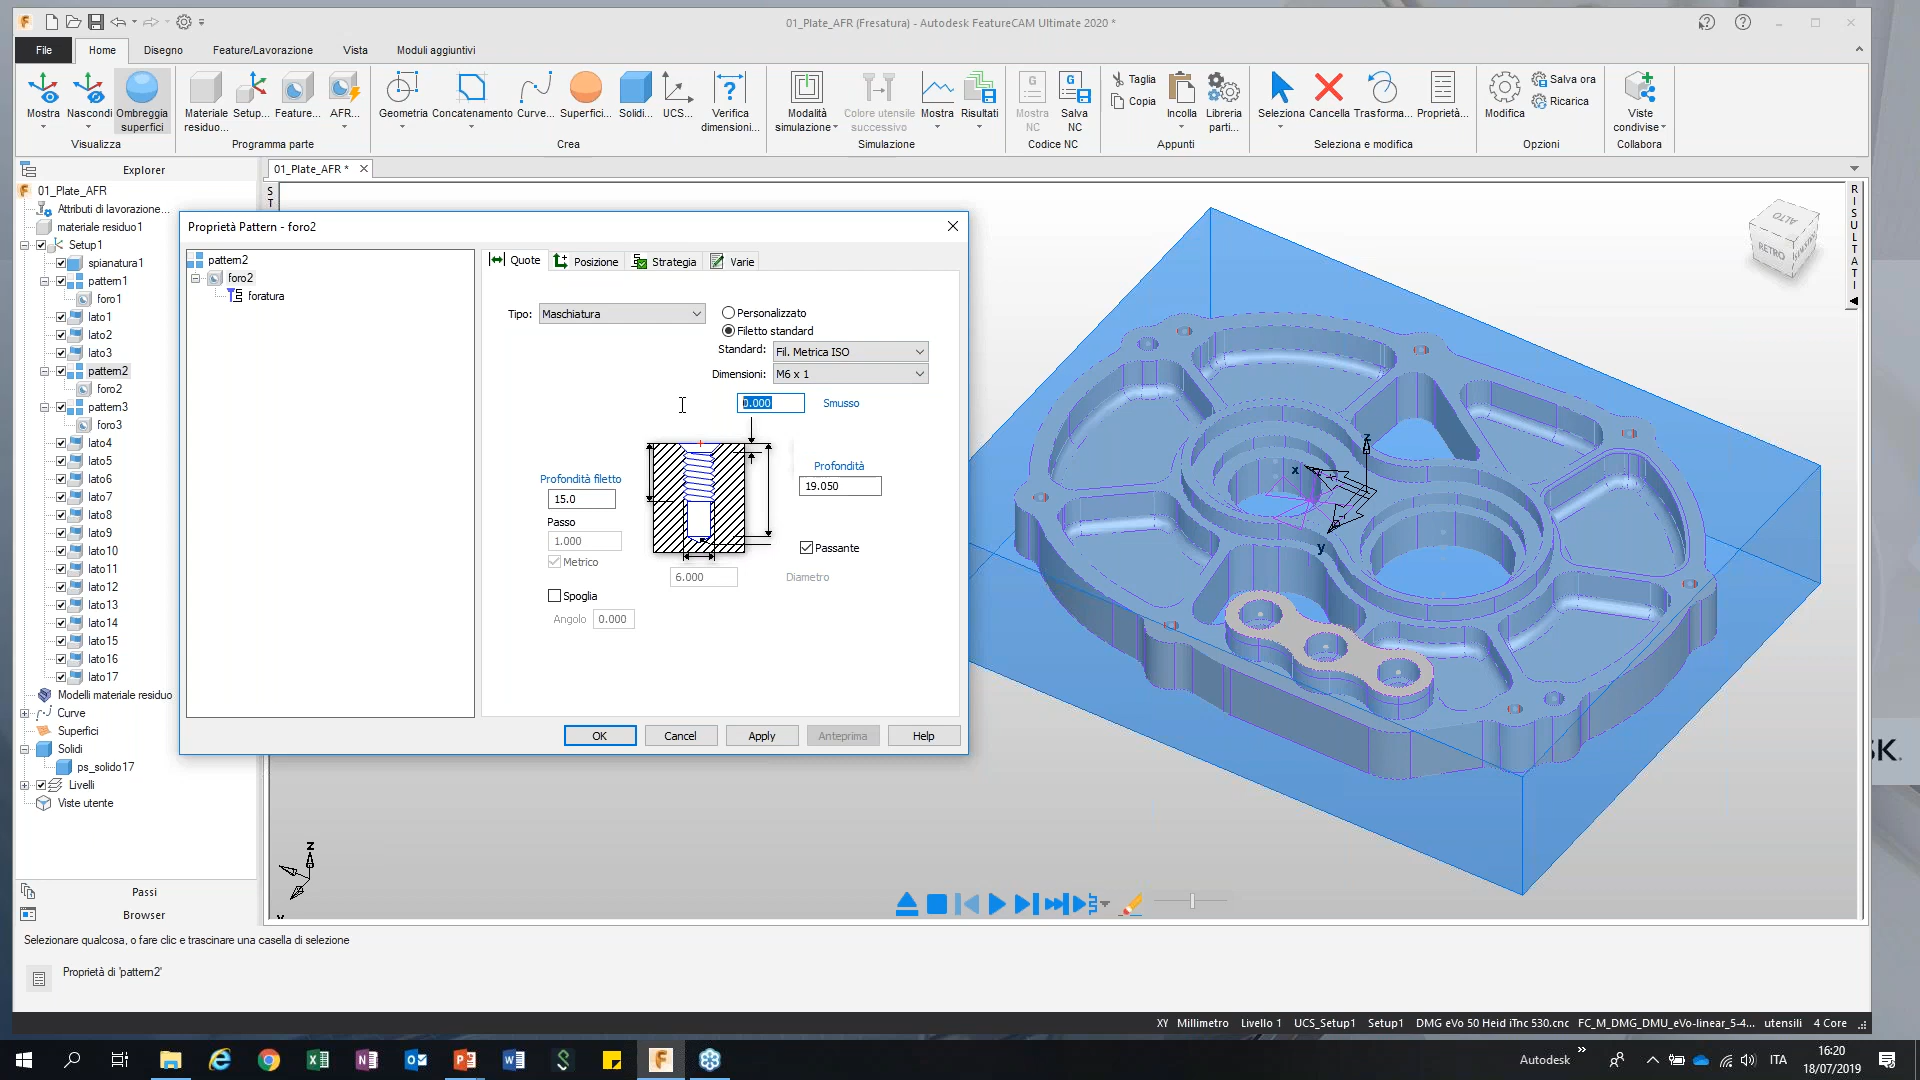 01_Plate_AFR (Fresatura) - Autodesk FeatureCAM Ultimate 2020 *
File
Home
Disegno
Feature/Lavorazione
Vista
Moduli aggiuntivi
Mostra
Nascondi
Ombreggia superfici
Materiale residuo...
Setup...
Feature...
AFR...
Geometria
Concatenamento
Curve...
Superfici...
Solidi...
UCS...
Verifica dimensioni...
Modalità simulazione
Colore utensile successivo
Mostra
Risultati
Mostra NC
Salva NC
Taglia
Copia
Incolla
Libreria parti...
Seleziona
Cancella
Trasforma...
Proprietà...
Modifica
Salva ora
Ricarica
Viste condivise
Visualizza
Programma parte
Crea
Simulazione
Codice NC
Appunti
Seleziona e modifica
Opzioni
Collabora
Explorer
01_Plate_AFR *
01_Plate_AFR
Attributi di lavorazione...
materiale residuo1
Setup1
spianatura1
pattern1
foro1
lato1
lato2
lato3
pattern2
foro2
pattern3
foro3
lato4
lato5
lato6
lato7
lato8
lato9
lato10
lato11
lato12
lato13
lato14
lato15
lato16
lato17
Modelli materiale residuo
Curve
Superfici
Solidi
ps_solido17
Livelli
Viste utente
Passi
Browser
S
T
Proprietà Pattern - foro2
pattern2
foro2
foratura
Quote
Posizione
Strategia
Varie
Tipo:
Maschiatura
Personalizzato
Filetto standard
Standard:
Fil. Metrica ISO
Dimensioni:
M6 x 1
0.000
Smusso
Profondità filetto
15.0
Passo
1.000
Metrico
Profondità
19.050
Passante
6.000
Diametro
Spoglia
Angolo
0.000
OK
Cancel
Apply
Anteprima
Help
ALTO
RETRO
RISULTATI
z
x
y
z
SK.
Selezionare qualcosa, o fare clic e trascinare una casella di selezione
Proprietà di 'pattern2'
XY
Millimetro
Livello 1
UCS_Setup1
Setup1
DMG eVo 50 Heid iTnc 530.cnc
FC_M_DMG_DMU_eVo-linear_5-4...
utensili
4 Core
Autodesk
ITA
16:20
18/07/2019